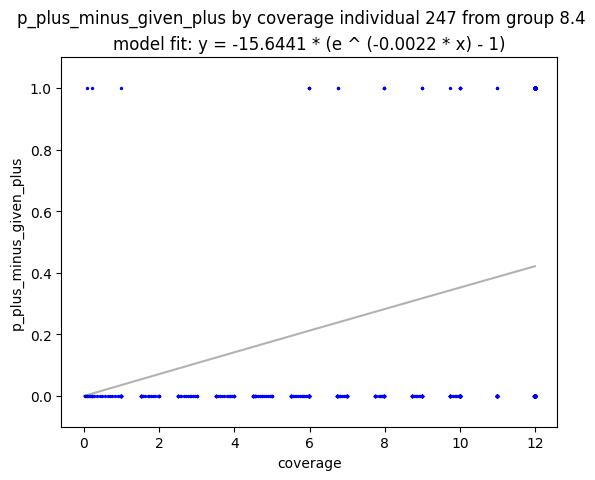 p_plus_minus_given_plus by coverage individual 247 from group 8.4
model fit: y = -15.6441 * (e ^ (-0.0022 * x) - 1)
1.0
0.8
0.6
0.4
0.2
0.0
p_plus_minus_given_plus
0 2 4 6 8 10 12
coverage